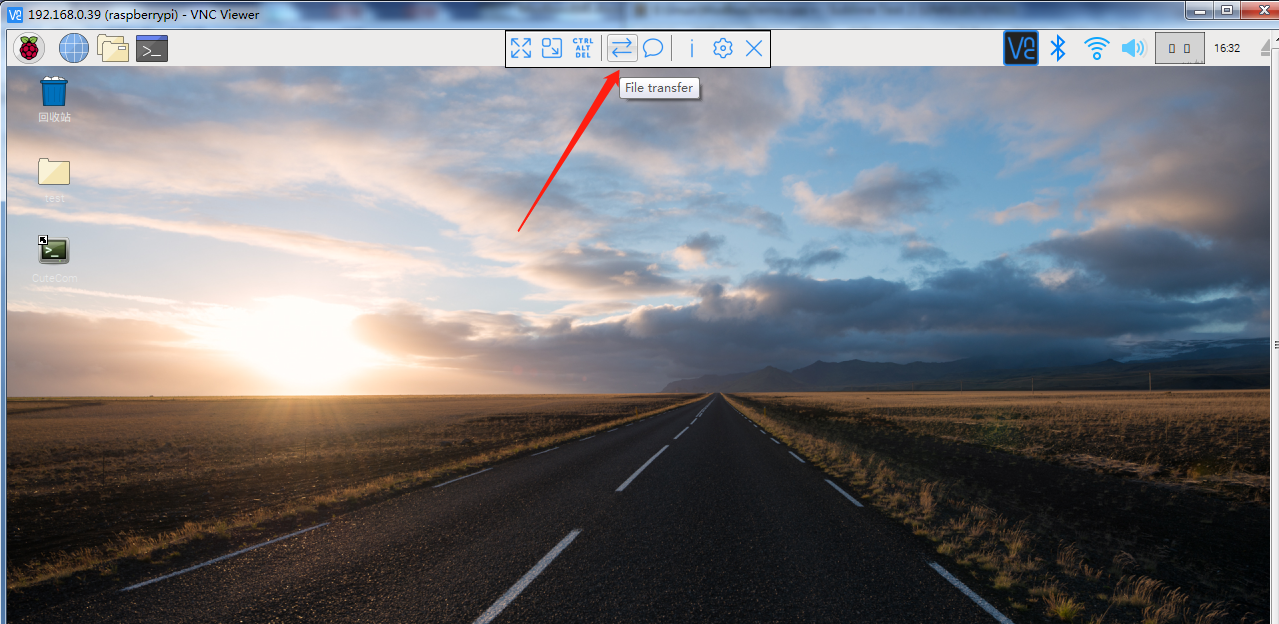 192.168.0.39 (raspberrypi) - VNC Viewer
CTRL
ALT
DEL
16:32
File transfer
回收站
test
CuteCom